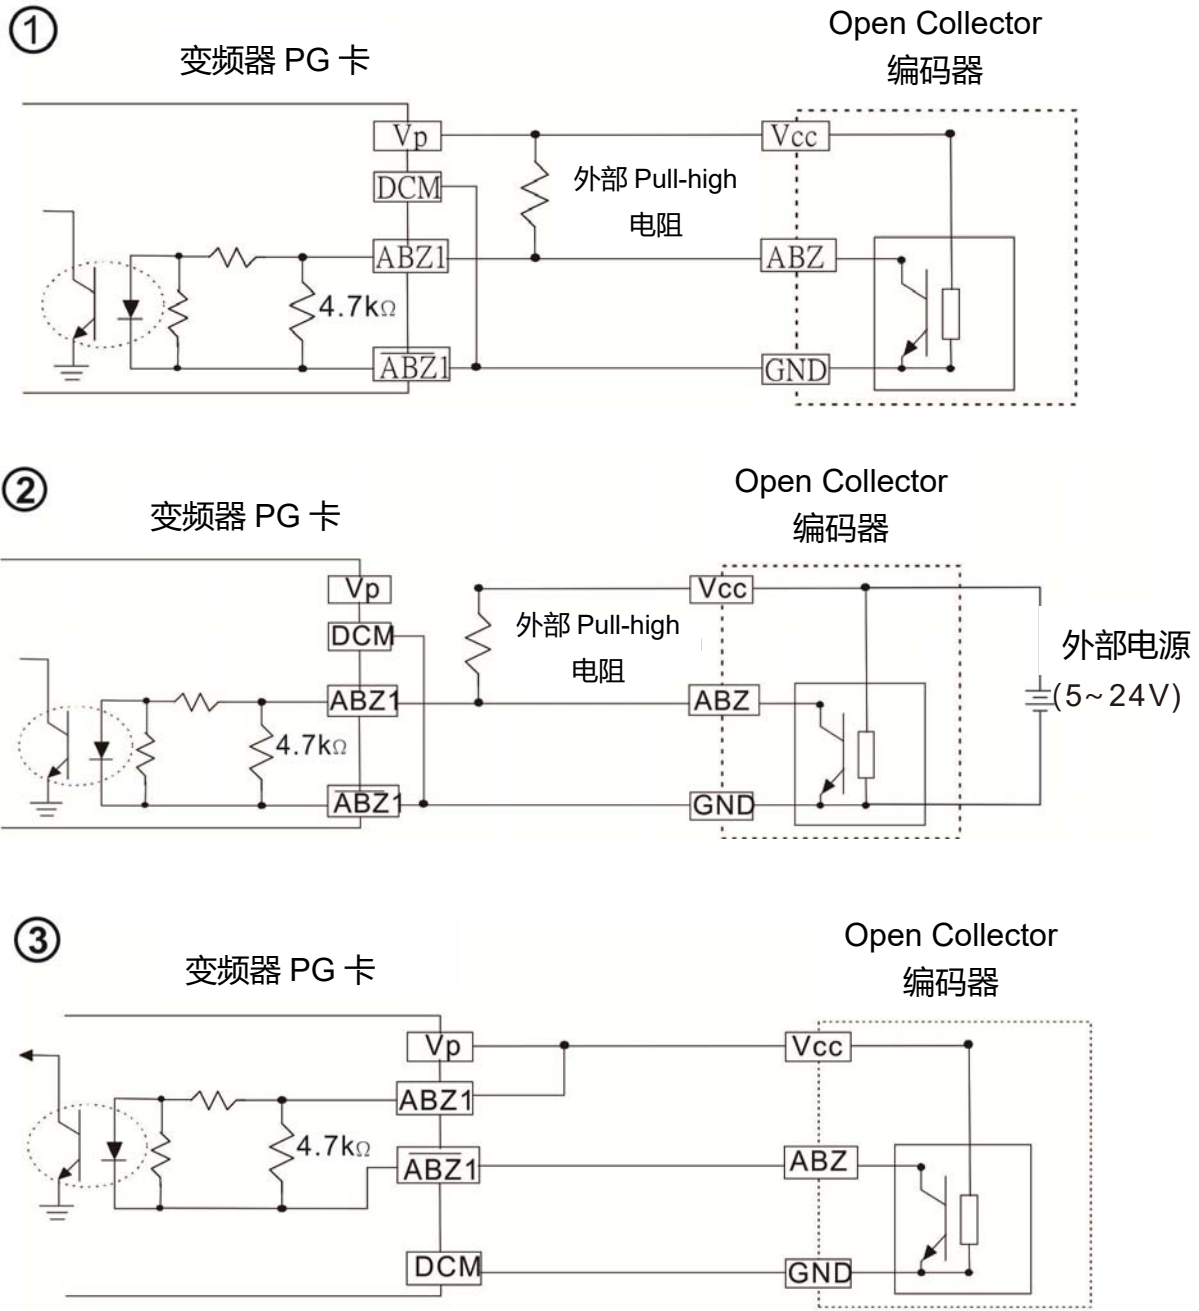 ①
变频器 PG 卡
Open Collector
编码器
Vp
DCM
ABZ1
4.7kΩ
A̅B̅Z̅1
外部 Pull-high
电阻
Vcc
ABZ
GND
②
变频器 PG 卡
Open Collector
编码器
Vp
DCM
ABZ1
4.7kΩ
A̅B̅Z̅1
外部 Pull-high
电阻
Vcc
ABZ
GND
外部电源
(5~24V)
③
变频器 PG 卡
Open Collector
编码器
Vp
ABZ1
4.7kΩ
A̅B̅Z̅1
DCM
Vcc
ABZ
GND